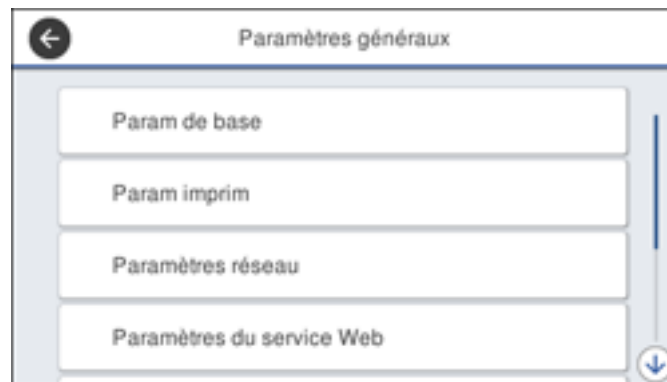 Paramètres généraux
Param de base
Param imprim
Paramètres réseau
Paramètres du service Web